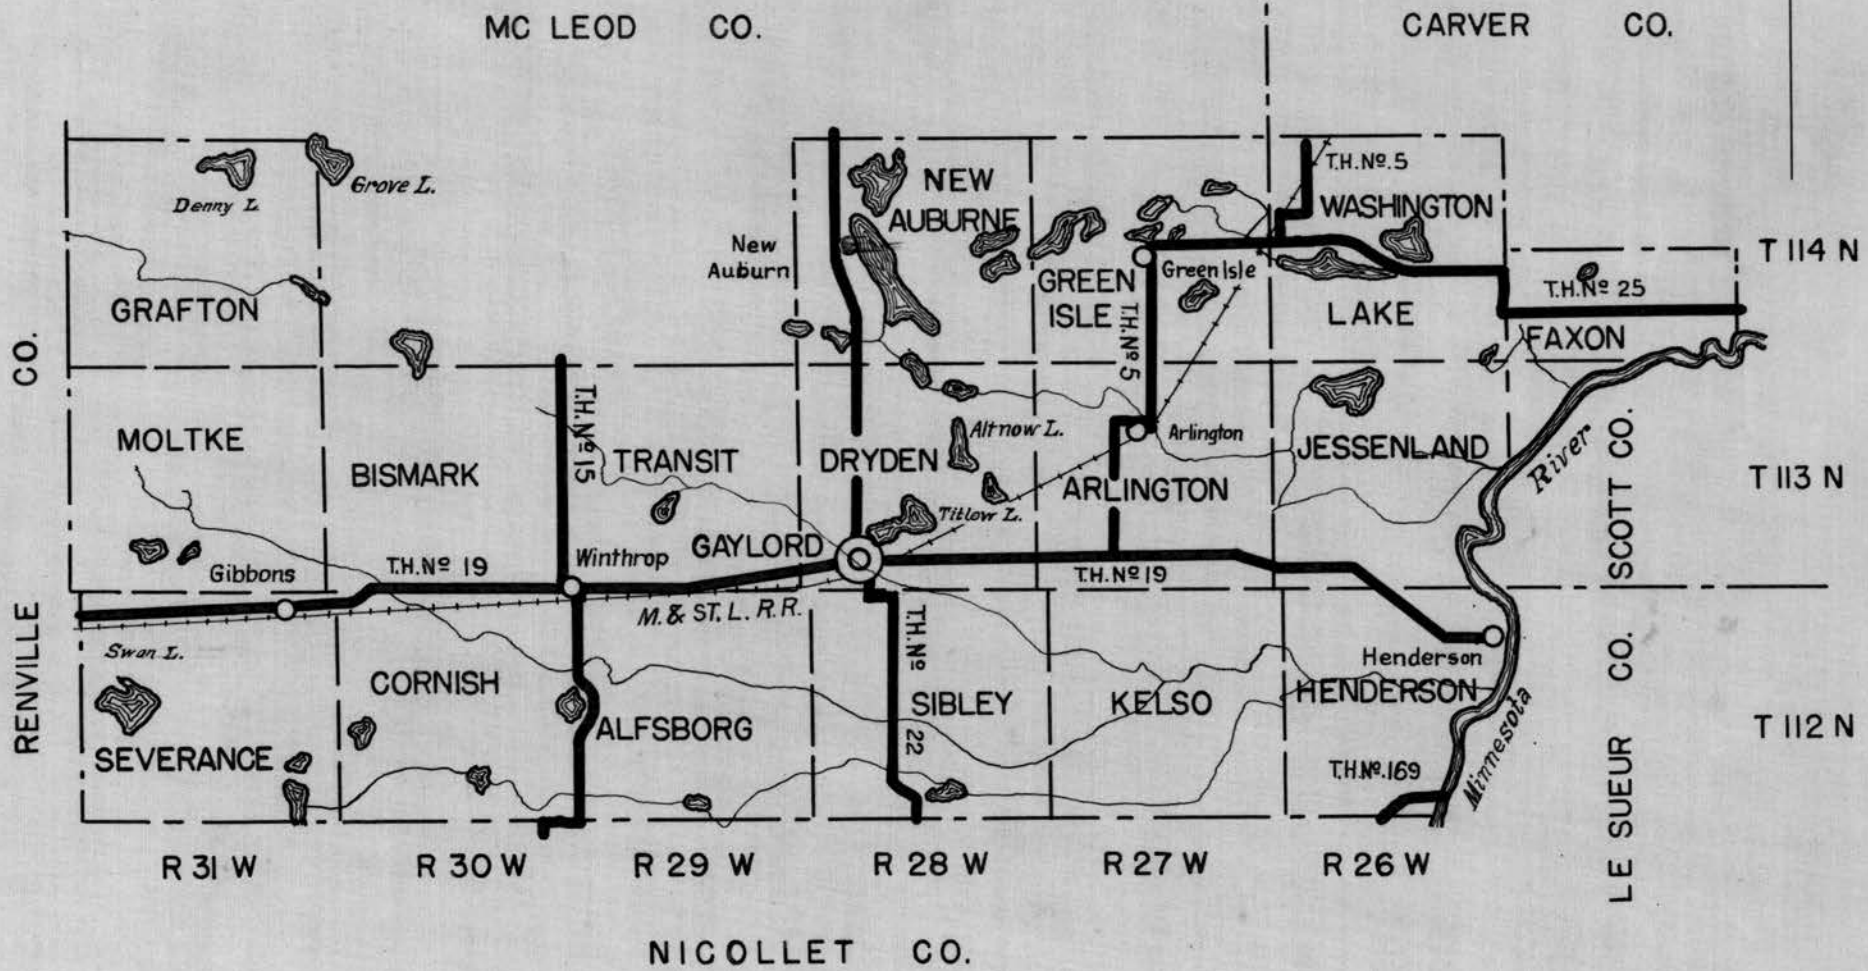 MC LEOD CO.
CARVER CO.
T.H.Nº.5
Denny L
Grove L.
NEW
AUBURNE
WASHINGTON
New
Auburn
T 114 N
Green Isle
GREEN
ISLE
T.H.Nº 25
GRAFTON
LAKE
FAXON
T.H.Nº 5
CO.
RENVILLE
MOLTKE
BISMARK
T.H.Nº 15
TRANSIT
DRYDEN
Altnow L.
Arlington
JESSENLAND
River
SCOTT CO.
T 113 N
ARLINGTON
Titlow L.
Gibbons
T.H.Nº 19
Winthrop
GAYLORD
T.H.Nº 19
M. & ST. L. R.R.
Swan L.
T.H.Nº 22
Henderson
CORNISH
SIBLEY
KELSO
HENDERSON
ALFSBORG
SEVERANCE
T.H.Nº.169
Minnesota
LE SUEUR CO.
T 112 N
R 31 W
R 30 W
R 29 W
R 28 W
R 27 W
R 26 W
NICOLLET CO.